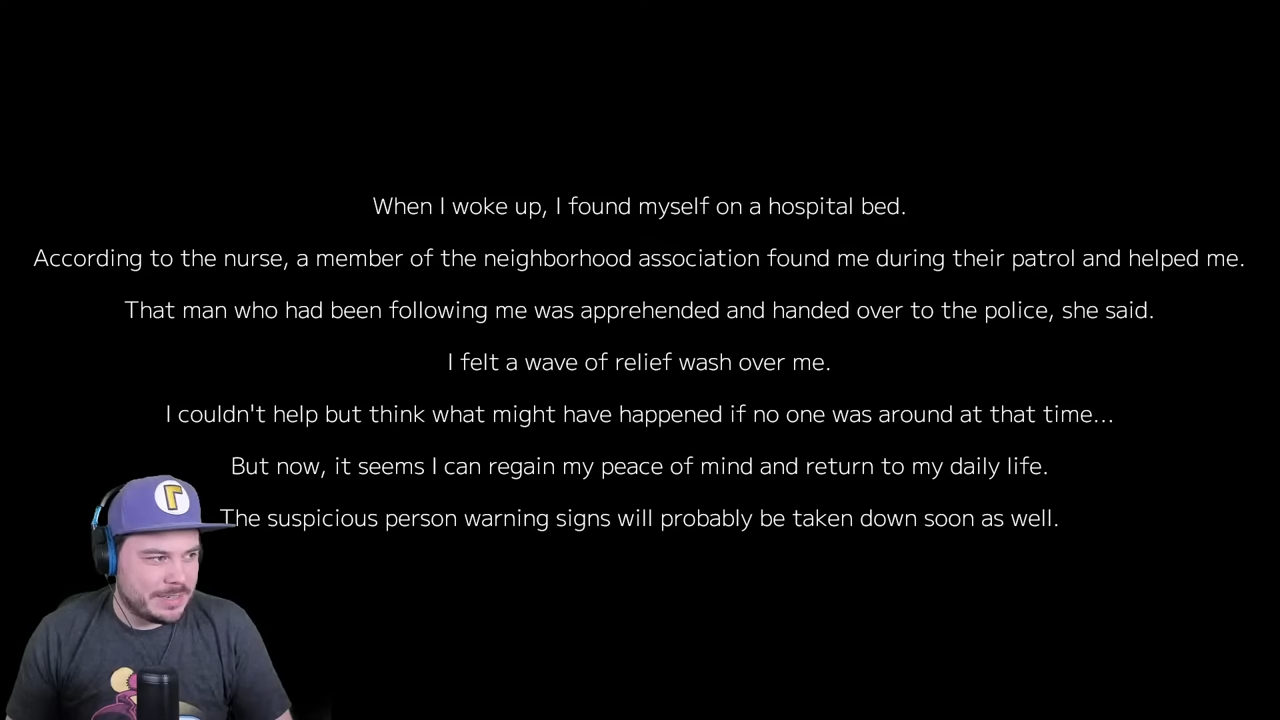 When I woke up, I found myself on a hospital bed.
According to the nurse, a member of the neighborhood association found me during their patrol and helped me.
That man who had been following me was apprehended and handed over to the police, she said.
I felt a wave of relief wash over me.
I couldn't help but think what might have happened if no one was around at that time...
But now, it seems I can regain my peace of mind and return to my daily life.
The suspicious person warning signs will probably be taken down soon as well.